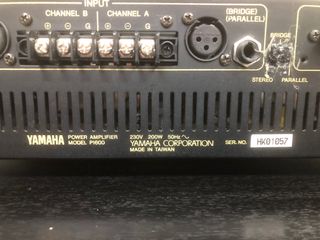 INPUT
CHANNEL B CHANNEL A
⊕ ⊖ G ⊕ ⊖ G
(BRIDGE)
(PARALLEL)
BRIDGE
STEREO PARALLEL
YAMAHA POWER AMPLIFIER
MODEL P1600
230V 200W 50Hz ~
YAMAHA CORPORATION
MADE IN TAIWAN
SER. NO. HK01057